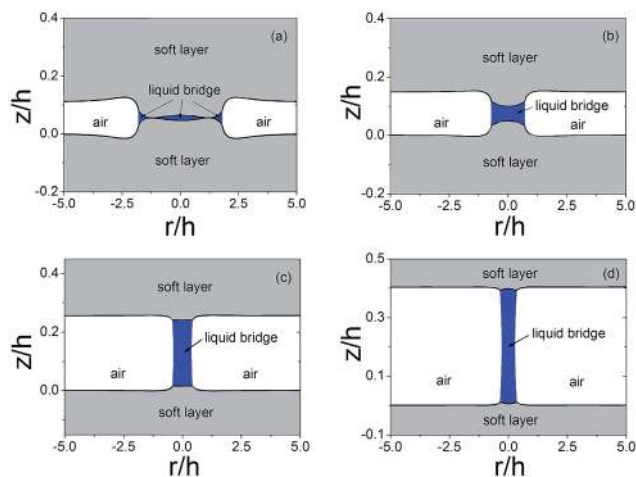 0.4
(a)
soft layer
0.2
z/h
liquid bridge
air
air
0.0
soft layer
-0.2
-5.0 -2.5 0.0 2.5 5.0
r/h
0.4
(b)
soft layer
0.2
z/h
liquid bridge
air
air
0.0
soft layer
-0.2
-5.0 -2.5 0.0 2.5 5.0
r/h
0.4
(c)
soft layer
z/h
0.2
liquid bridge
air
air
0.0
soft layer
-5.0 -2.5 0.0 2.5 5.0
r/h
0.5
soft layer
(d)
0.3
z/h
liquid bridge
air
air
0.1
soft layer
-0.1
-5.0 -2.5 0.0 2.5 5.0
r/h